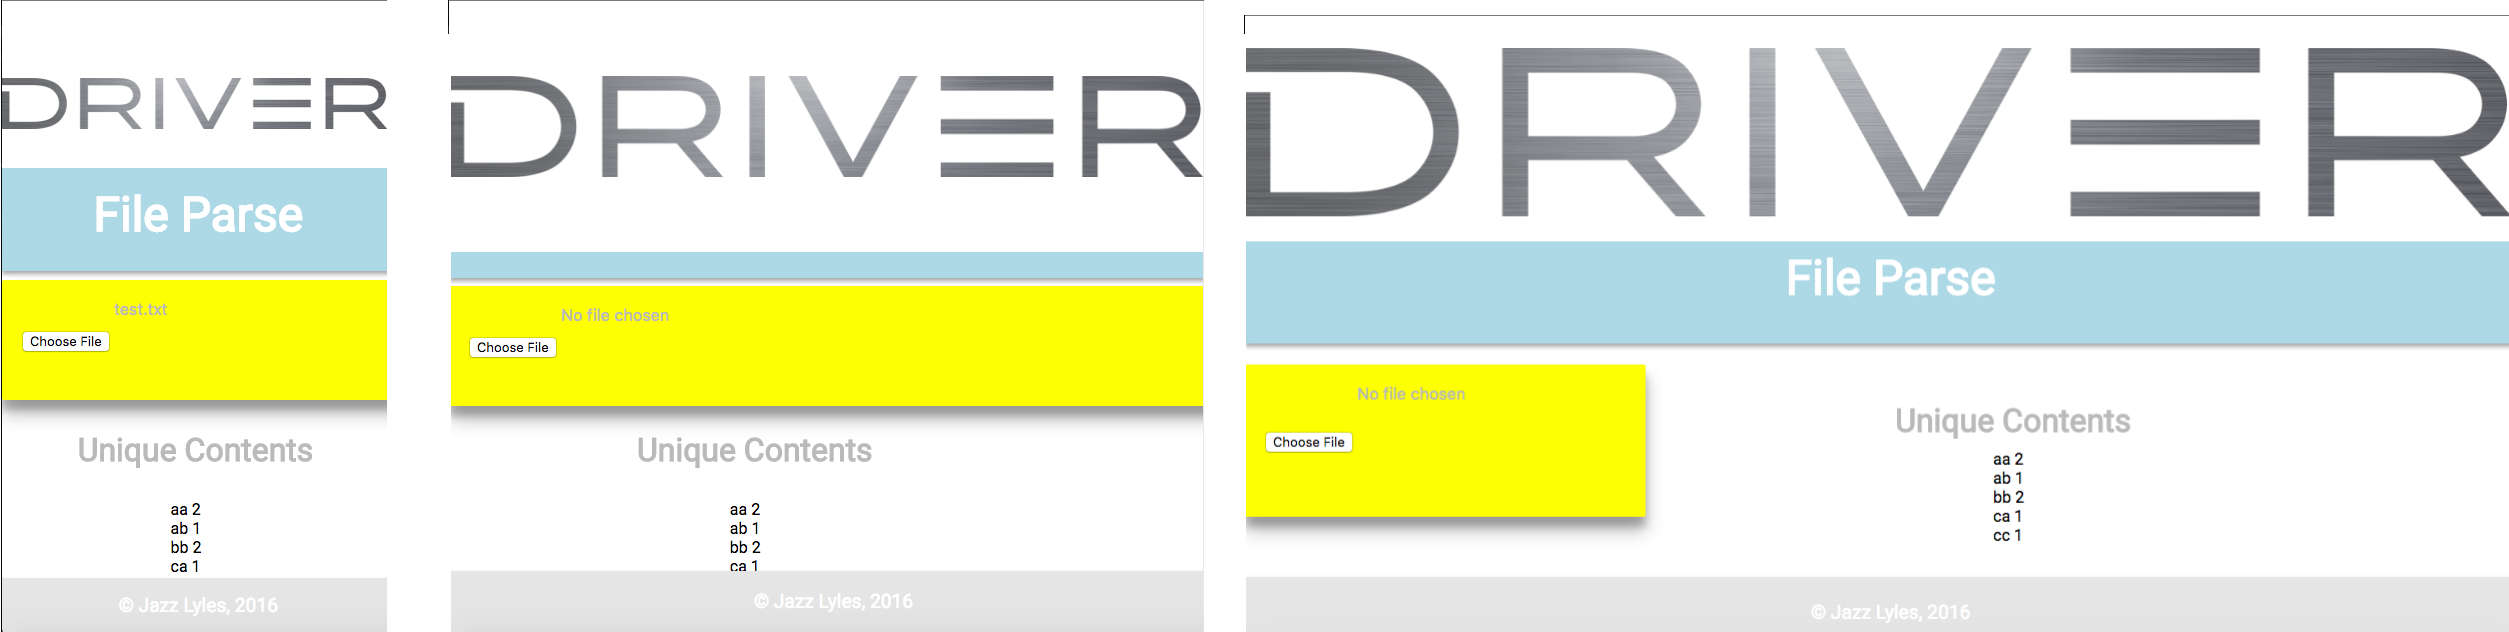 DRIVER
File Parse
test.txt
Choose File
Unique Contents
aa 2
ab 1
bb 2
ca 1
© Jazz Lyles, 2016
DRIVER
No file chosen
Choose File
Unique Contents
aa 2
ab 1
bb 2
ca 1
© Jazz Lyles, 2016
DRIVER
File Parse
No file chosen
Choose File
Unique Contents
aa 2
ab 1
bb 2
ca 1
cc 1
© Jazz Lyles, 2016